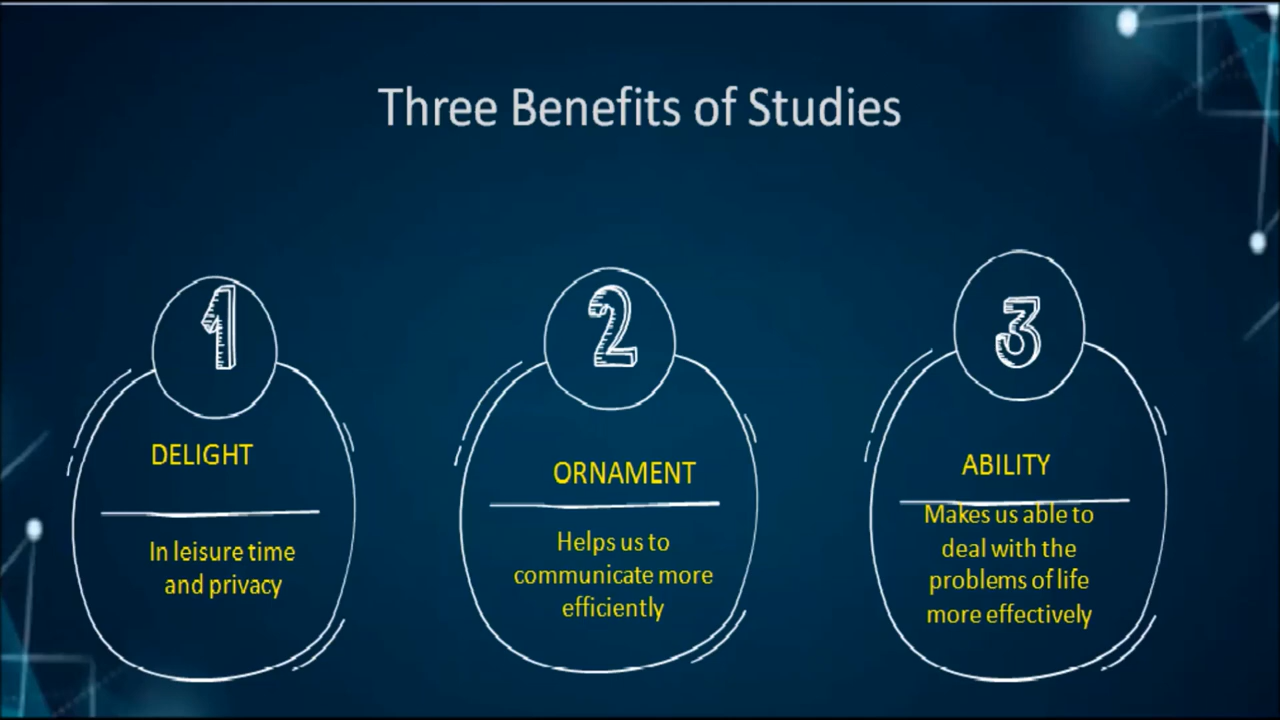 Three Benefits of Studies
1
DELIGHT
In leisure time
and privacy
2
ORNAMENT
Helps us to
communicate more
efficiently
3
ABILITY
Makes us able to
deal with the
problems of life
more effectively